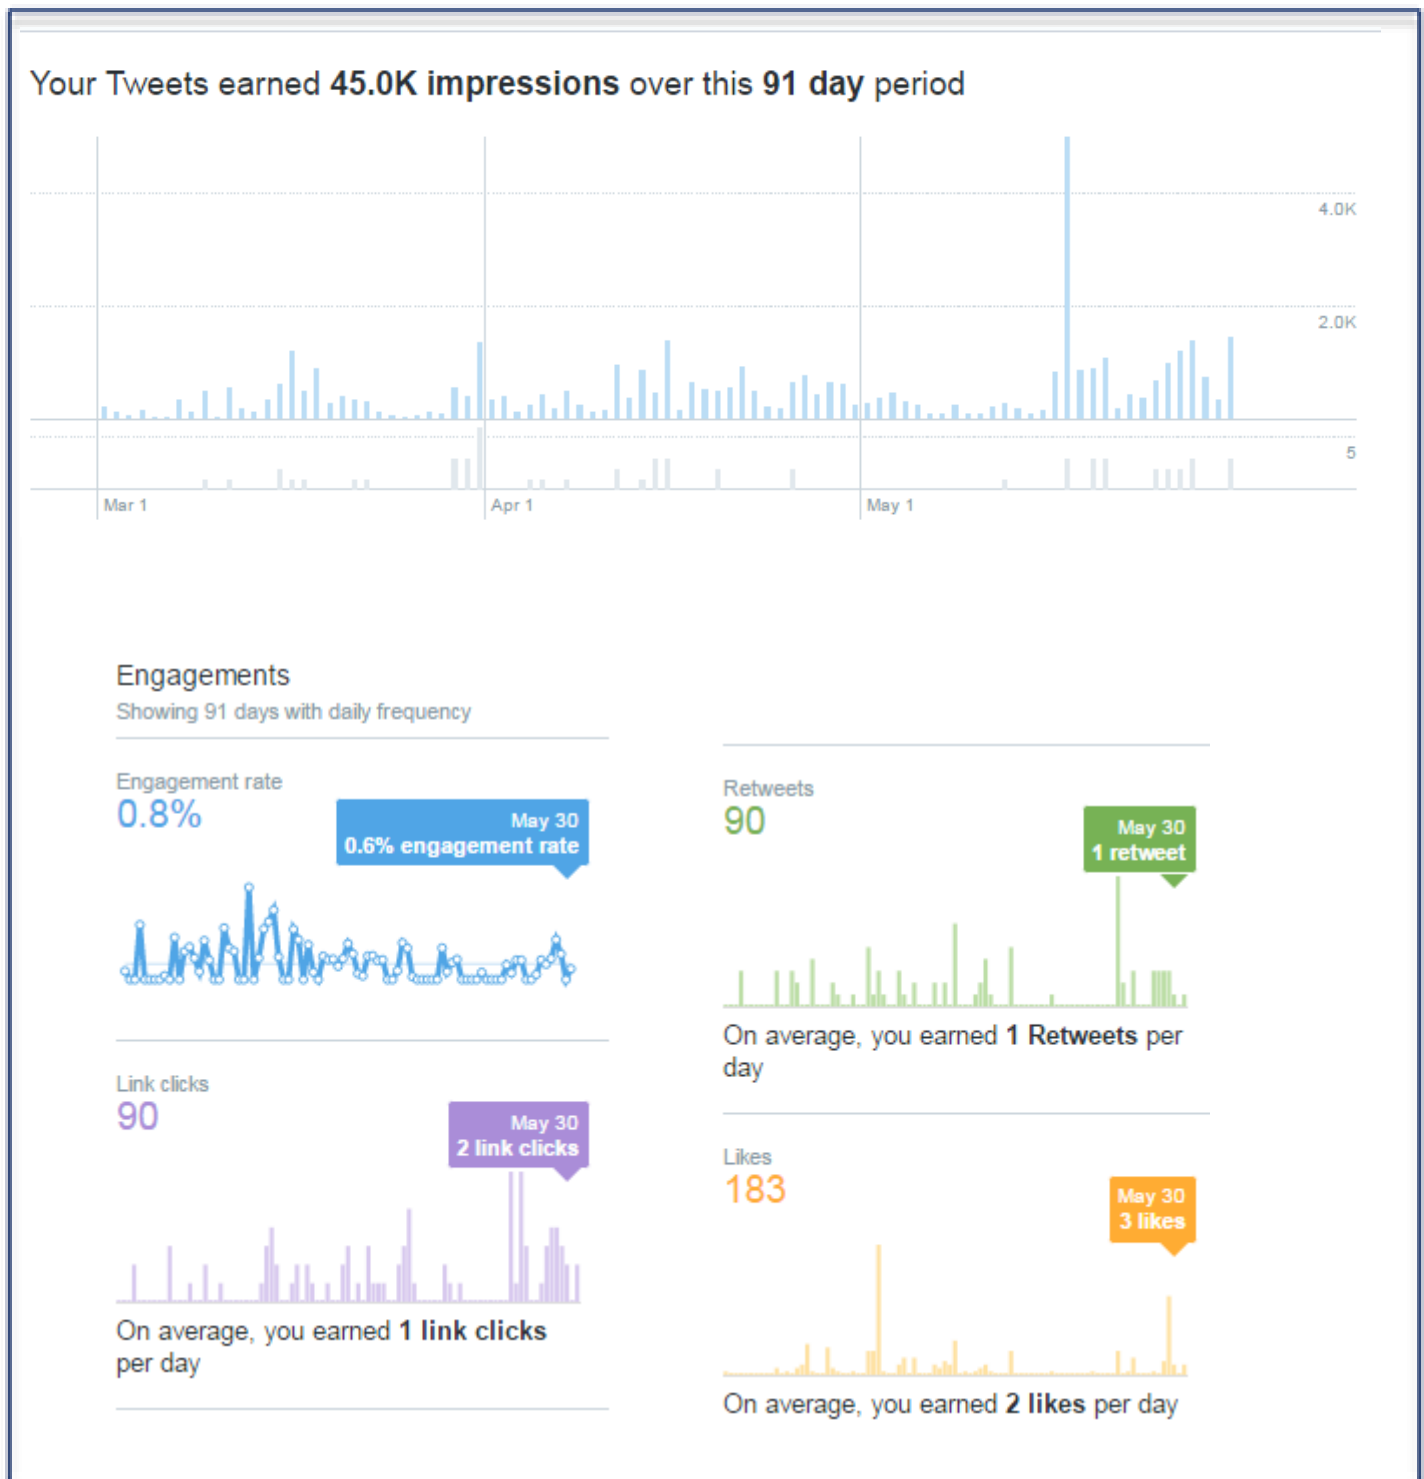 Your Tweets earned 45.0K impressions over this 91 day period
4.0K
2.0K
5
Mar 1
Apr 1
May 1
Engagements
Showing 91 days with daily frequency
Engagement rate
0.8%
May 30
0.6% engagement rate
Link clicks
90
May 30
2 link clicks
On average, you earned 1 link clicks
per day
Retweets
90
May 30
1 retweet
On average, you earned 1 Retweets per
day
Likes
183
May 30
3 likes
On average, you earned 2 likes per day